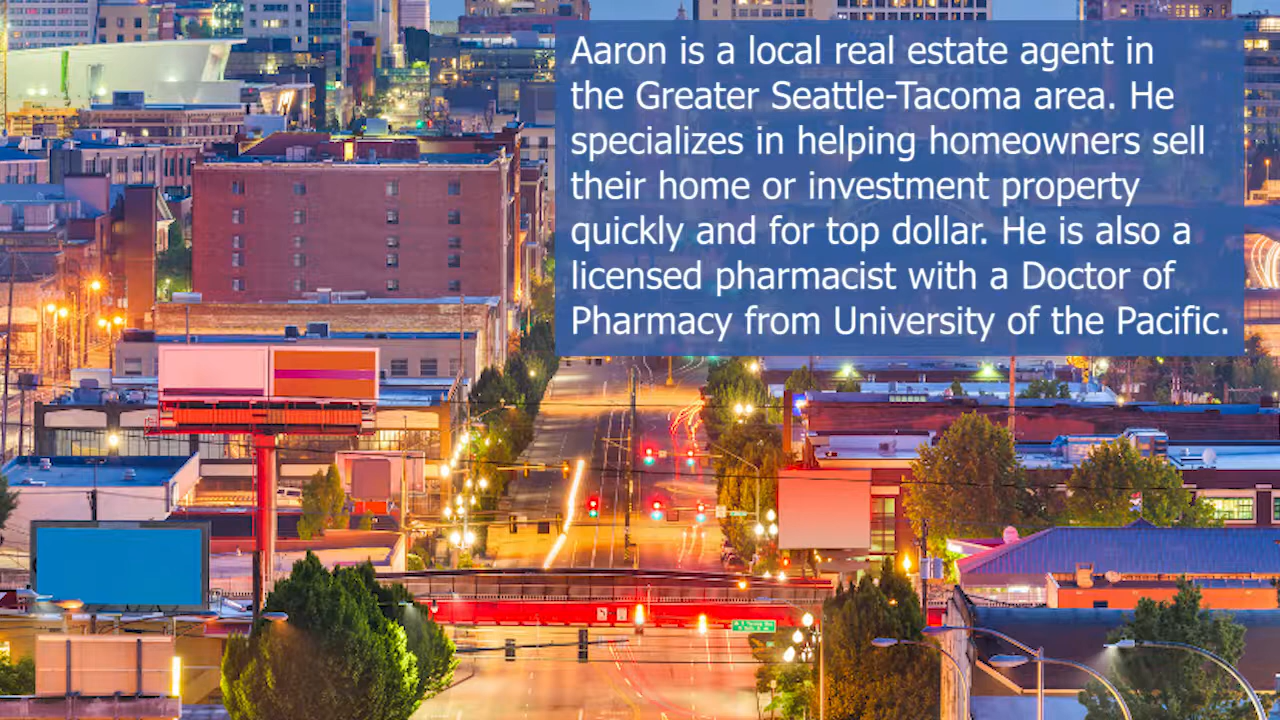 Aaron is a local real estate agent in
the Greater Seattle-Tacoma area. He
specializes in helping homeowners sell
their home or investment property
quickly and for top dollar. He is also a
licensed pharmacist with a Doctor of
Pharmacy from University of the Pacific.